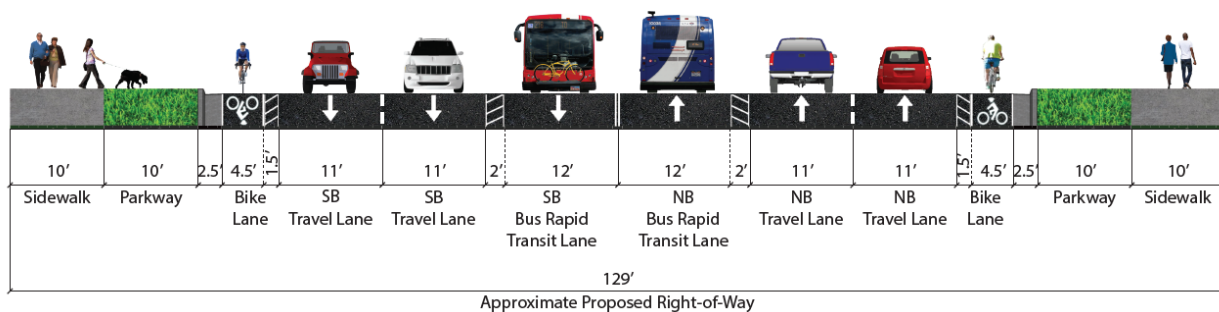 10’ 10’ 2.5’ 4.5’ 1.5’ 11’ 11’ 2’ 12’ 12’ 2’ 11’ 11’ 1.5’ 4.5’ 2.5’ 10’ 10’
Sidewalk Parkway Bike SB SB SB NB NB NB Bike Parkway Sidewalk
Lane Travel Lane Travel Lane Bus Rapid Bus Rapid Travel Lane Travel Lane Lane
Transit Lane Transit Lane
129’
Approximate Proposed Right-of-Way